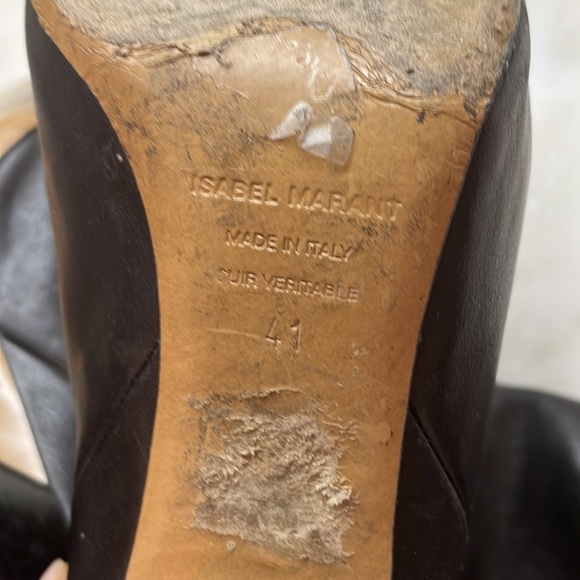 ISABEL MARANT
MADE IN ITALY
CUIR VERITABLE
41